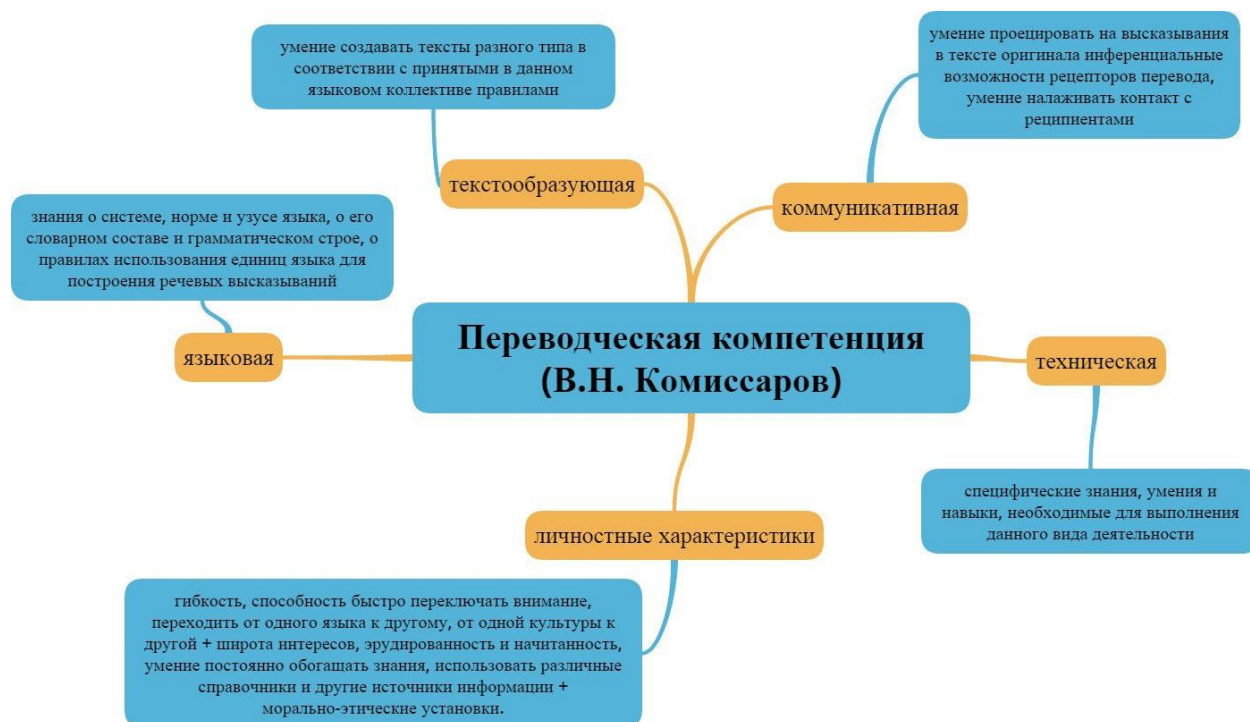 умение создавать тексты разного типа в
соответствии с принятыми в данном
языковом коллективе правилами
умение проецировать на высказывания
в тексте оригинала инференциальные
возможности рецепторов перевода,
умение налаживать контакт с
реципиентами
текстообразующая
коммуникативная
знания о системе, норме и узусе языка, о его
словарном составе и грамматическом строе, о
правилах использования единиц языка для
построения речевых высказываний
языковая
Переводческая компетенция
(В.Н. Комиссаров)
техническая
специфические знания, умения и
навыки, необходимые для выполнения
данного вида деятельности
личностные характеристики
гибкость, способность быстро переключать внимание,
переходить от одного языка к другому, от одной культуры к
другой + широта интересов, эрудированность и начитанность,
умение постоянно обогащать знания, использовать различные
справочники и другие источники информации +
морально-этические установки.